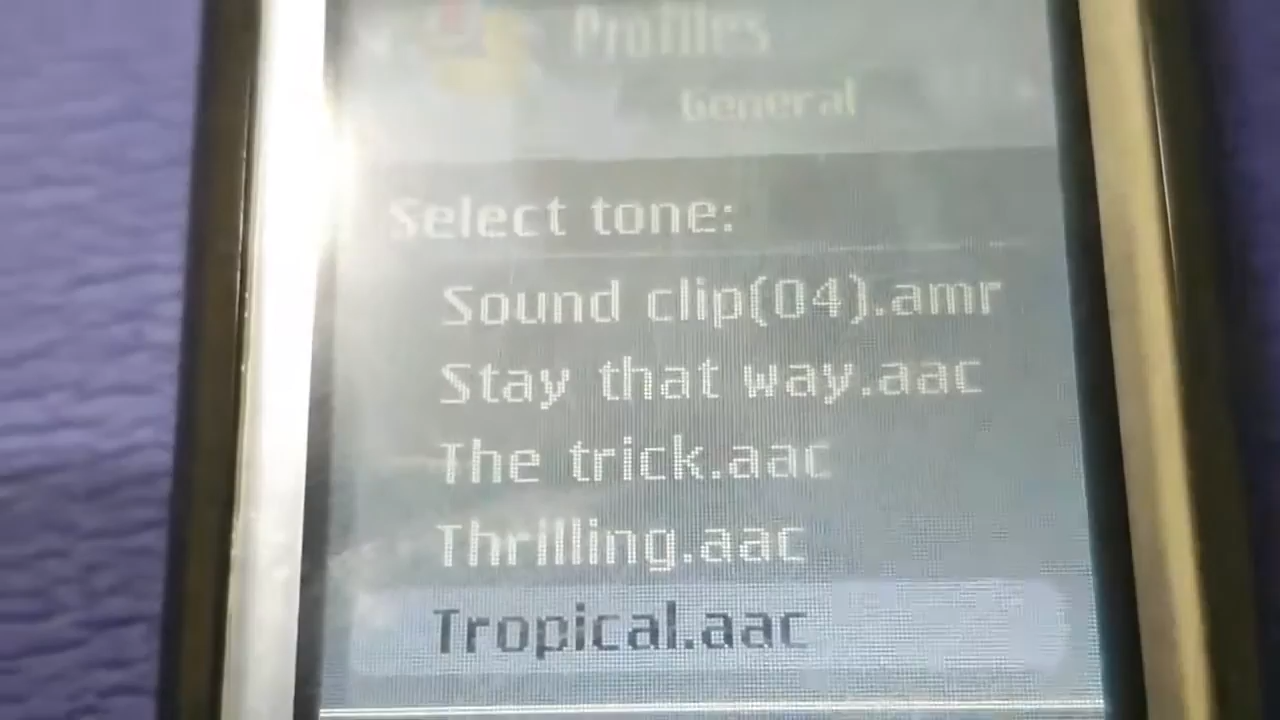 Profiles
General
Select tone:
Sound clip(04).amr
Stay that way.aac
The trick.aac
Thrilling.aac
Tropical.aac